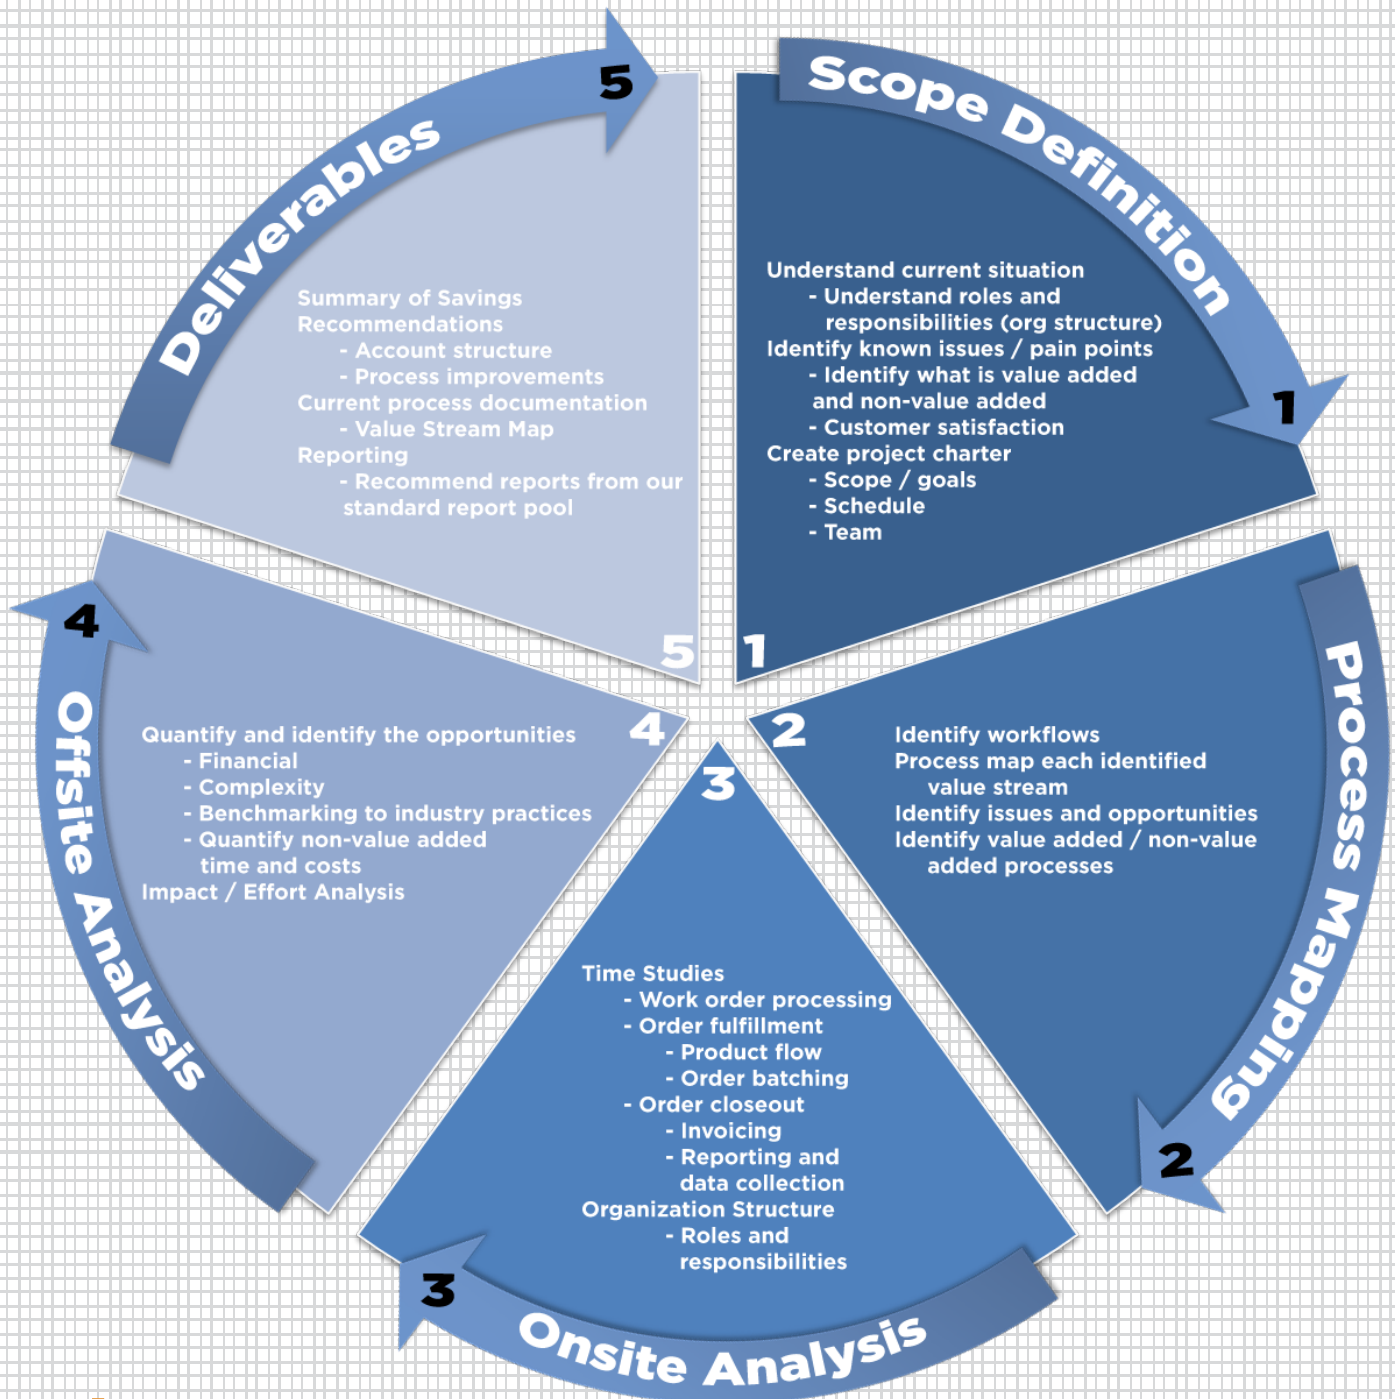 Scope Definition
1
Understand current situation
- Understand roles and
responsibilities (org structure)
Identify known issues / pain points
- Identify what is value added
and non-value added
- Customer satisfaction
Create project charter
- Scope / goals
- Schedule
- Team
1
Process Mapping
2
2
Identify workflows
Process map each identified
value stream
Identify issues and opportunities
Identify value added / non-value
added processes
Onsite Analysis
3
3
Time Studies
- Work order processing
- Order fulfillment
- Product flow
- Order batching
- Order closeout
- Invoicing
- Reporting and
data collection
Organization Structure
- Roles and
responsibilities
Offsite Analysis
4
4
Quantify and identify the opportunities
- Financial
- Complexity
- Benchmarking to industry practices
- Quantify non-value added
time and costs
Impact / Effort Analysis
Deliverables
5
Summary of Savings
Recommendations
- Account structure
- Process improvements
Current process documentation
- Value Stream Map
Reporting
- Recommend reports from our
standard report pool
5